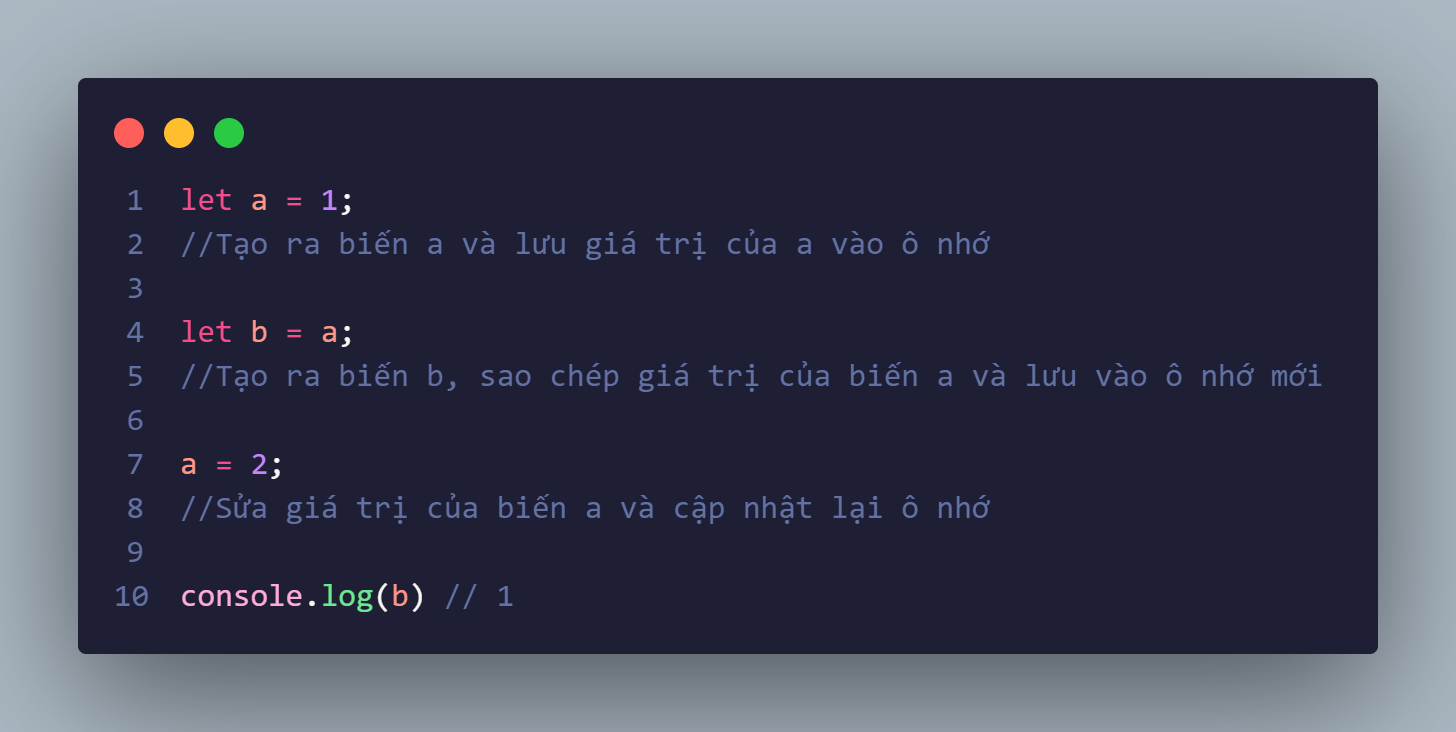 1 let a = 1;
2 //Tạo ra biến a và lưu giá trị của a vào ô nhớ
3
4 let b = a;
5 //Tạo ra biến b, sao chép giá trị của biến a và lưu vào ô nhớ mới
6
7 a = 2;
8 //Sửa giá trị của biến a và cập nhật lại ô nhớ
9
10 console.log(b) // 1